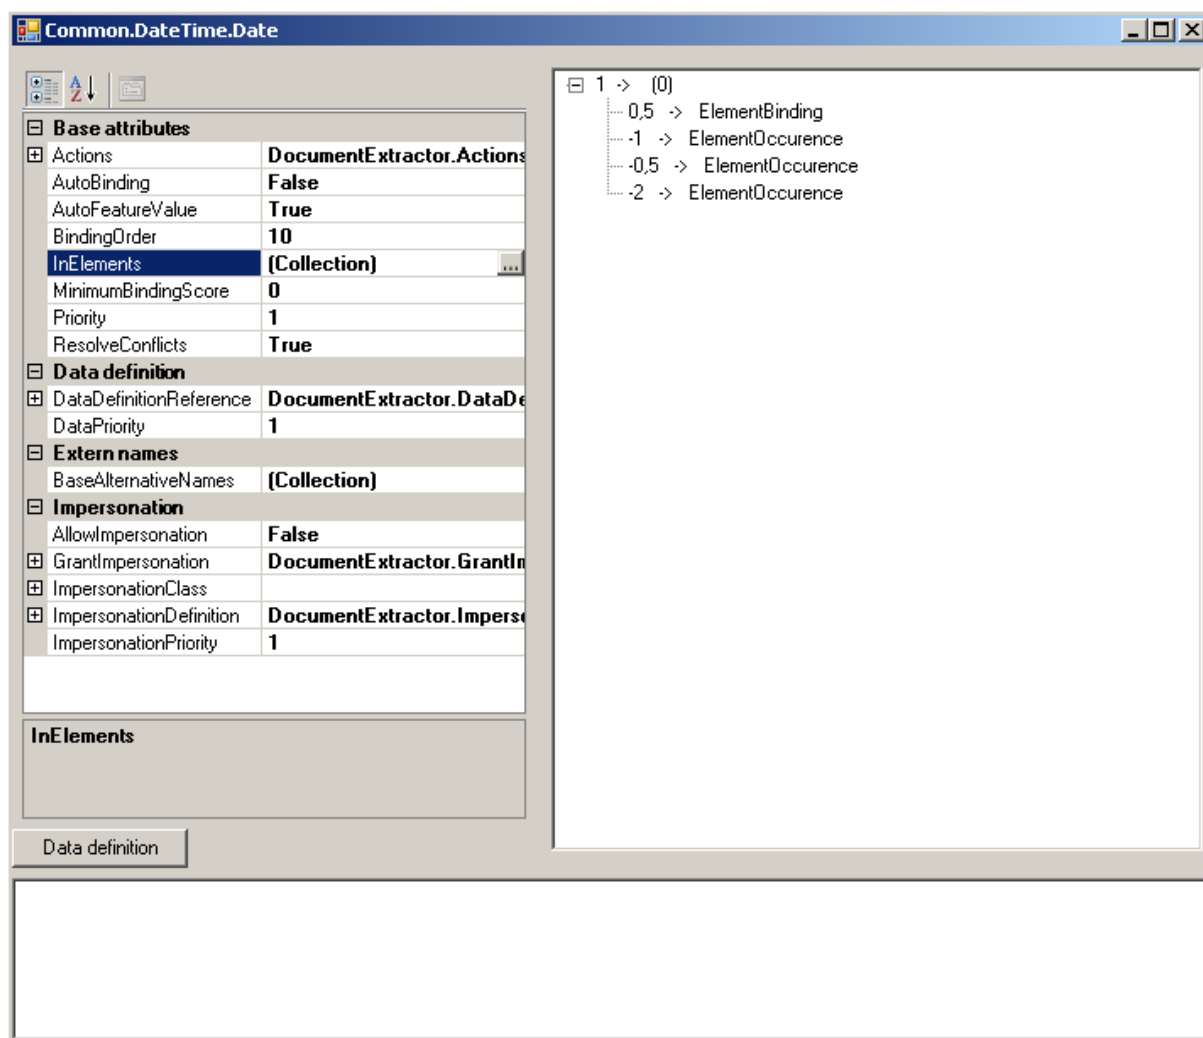 Common.DateTime.Date
Base attributes
Actions DocumentExtractor.Actions
AutoBinding False
AutoFeatureValue True
BindingOrder 10
InElements (Collection) ...
MinimumBindingScore 0
Priority 1
ResolveConflicts True
Data definition
DataDefinitionReference DocumentExtractor.DataDe
DataPriority 1
Extern names
BaseAlternativeNames (Collection)
Impersonation
AllowImpersonation False
GrantImpersonation DocumentExtractor.GrantIm
ImpersonationClass
ImpersonationDefinition DocumentExtractor.Imperso
ImpersonationPriority 1
InElements
Data definition
1 -> (0)
0,5 -> ElementBinding
-1 -> ElementOccurence
-0,5 -> ElementOccurence
-2 -> ElementOccurence